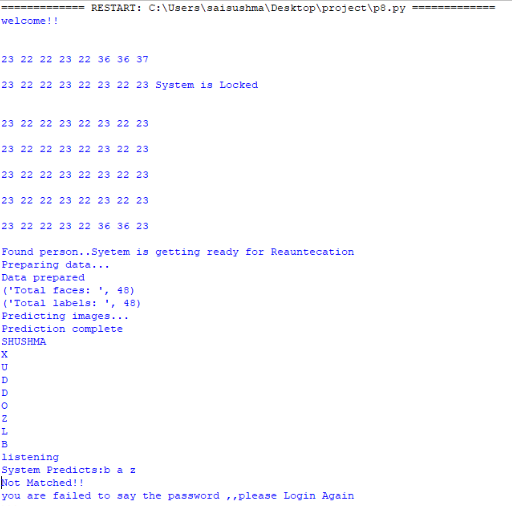 ============= RESTART: C:\Users\saisushma\Desktop\project\p8.py =============
welcome!!
23 22 22 23 22 36 36 37
23 22 22 23 22 23 22 23 System is Locked
23 22 22 23 22 23 22 23
23 22 22 23 22 23 22 23
23 22 22 23 22 23 22 23
23 22 22 23 22 23 22 23
23 22 22 23 22 36 36 23
Found person..System is getting ready for Reauntecation
Preparing data...
Data prepared
('Total faces: ', 48)
('Total labels: ', 48)
Predicting images...
Prediction complete
SHUSHMA
X
U
D
D
O
Z
L
B
listening
System Predicts:b a z
Not Matched!!
you are failed to say the password ,,please Login Again